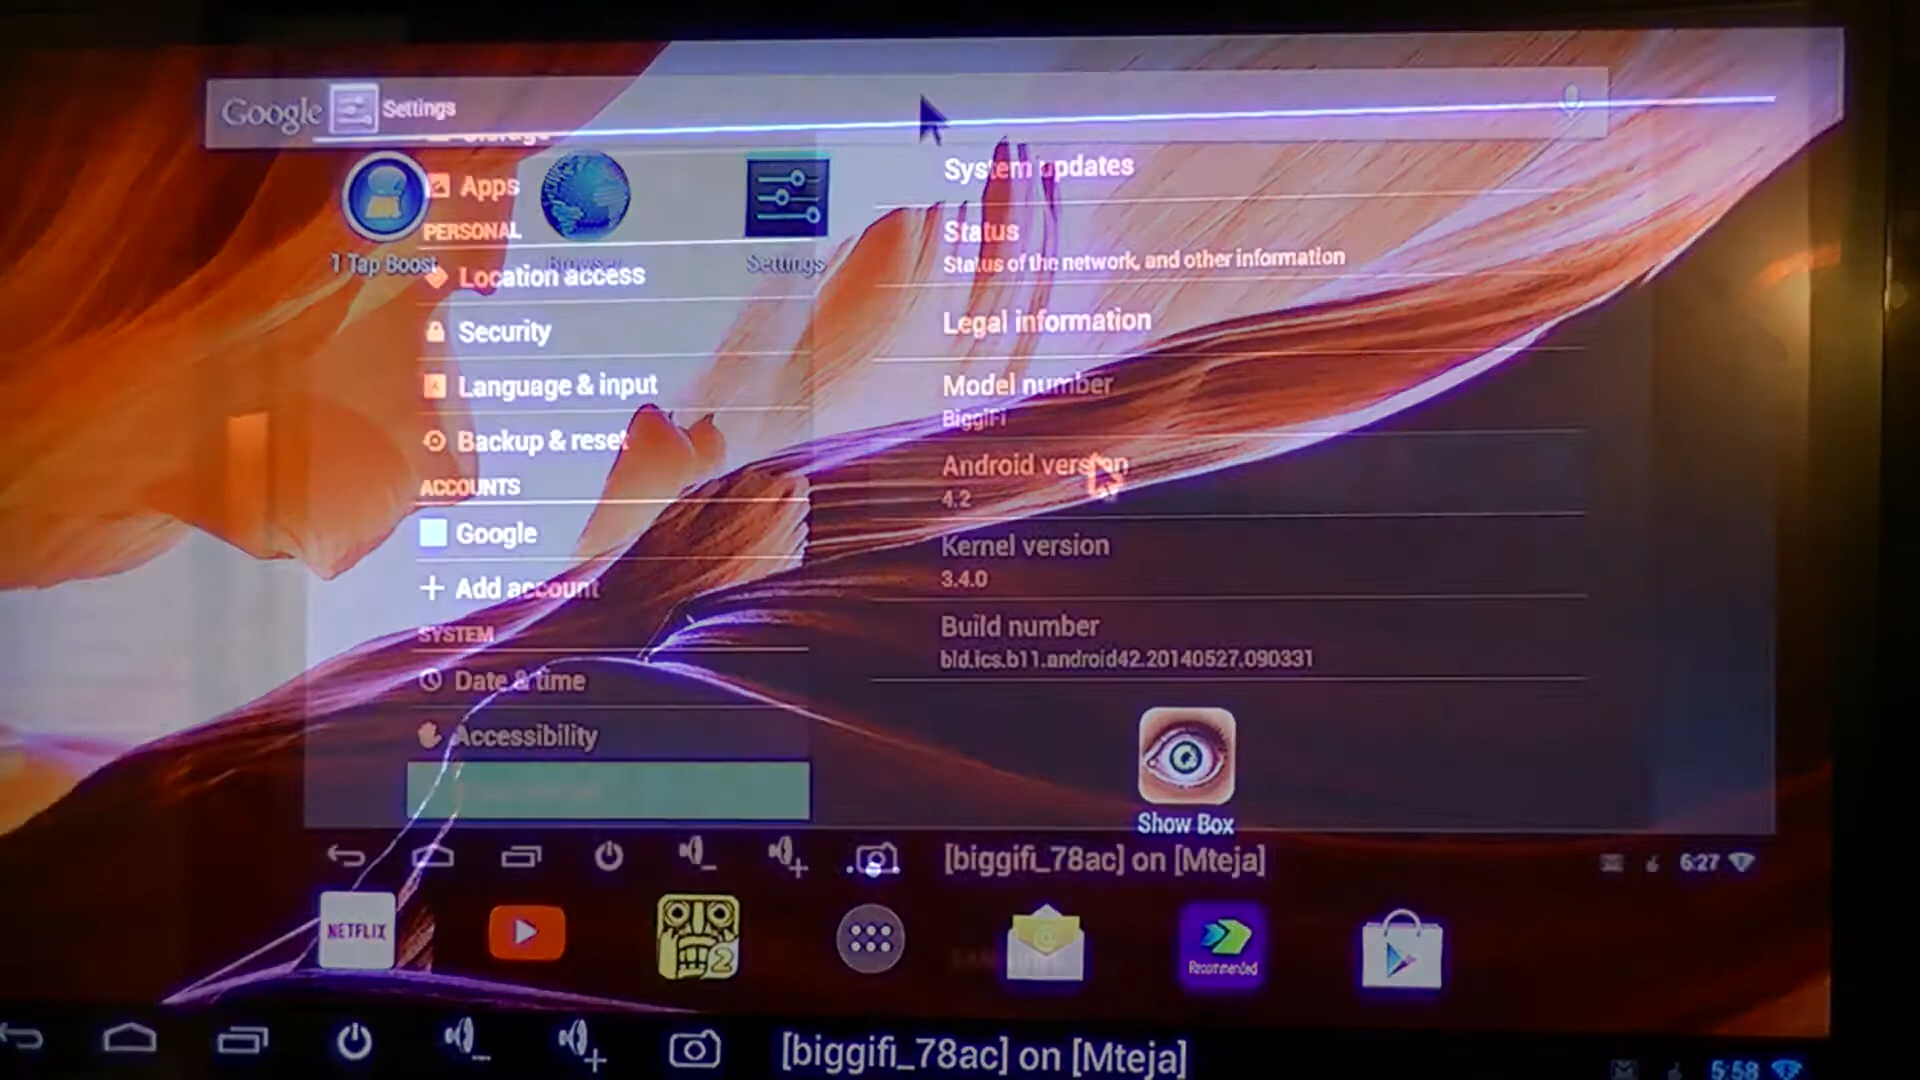 Google
Settings
Storage
Apps
PERSONAL
1 Tap Boost
Browser
Settings
Location access
Security
Language & input
Backup & reset
ACCOUNTS
Google
Add account
SYSTEM
Date & time
Accessibility
System updates
Status
Status of the network, and other information
Legal information
Model number
BiggiFi
Android version
4.2
Kernel version
3.4.0
Build number
bld.ics.b11.android42.20140527.090331
Show Box
[biggifi_78ac] on [Mteja]
6:27
NETFLIX
2
Recommended
[biggifi_78ac] on [Mteja]
5:58